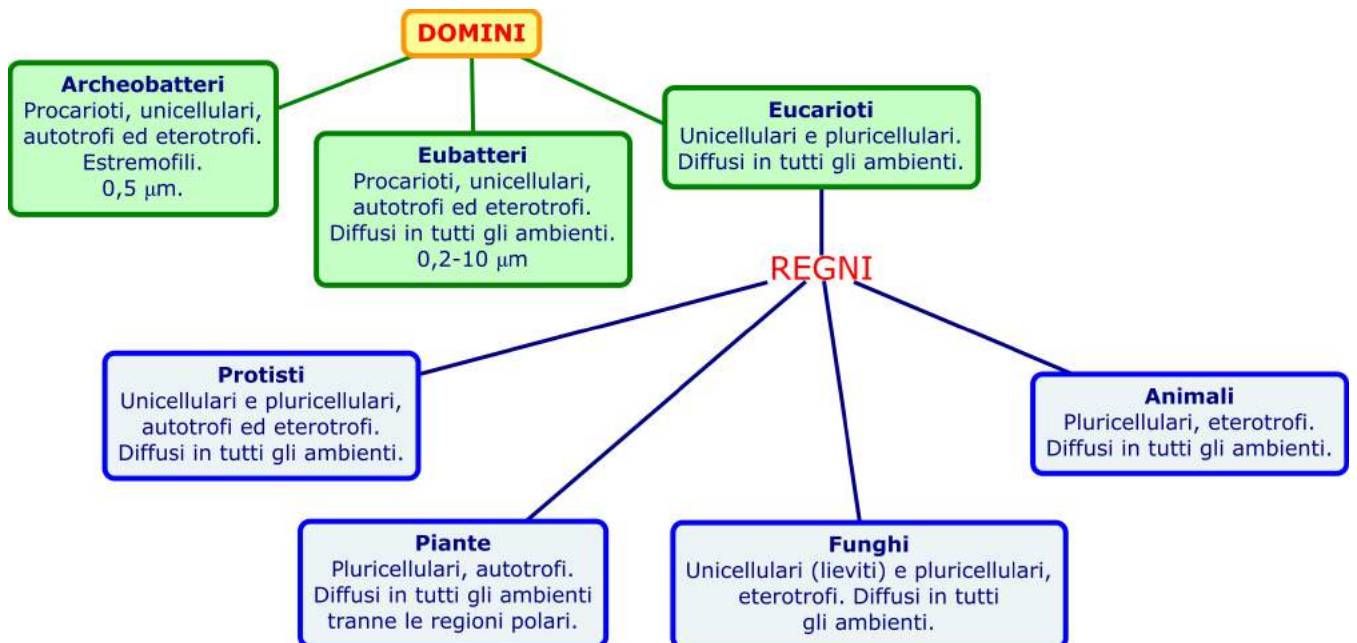 DOMINI
Archeobatteri
Procarioti, unicellulari,
autotrofi ed eterotrofi.
Estremofili.
0,5 μm.
Eubatteri
Procarioti, unicellulari,
autotrofi ed eterotrofi.
Diffusi in tutti gli ambienti.
0,2-10 μm
Eucarioti
Unicellulari e pluricellulari.
Diffusi in tutti gli ambienti.
REGNI
Protisti
Unicellulari e pluricellulari,
autotrofi ed eterotrofi.
Diffusi in tutti gli ambienti.
Piante
Pluricellulari, autotrofi.
Diffusi in tutti gli ambienti
tranne le regioni polari.
Funghi
Unicellulari (lieviti) e pluricellulari,
eterotrofi. Diffusi in tutti
gli ambienti.
Animali
Pluricellulari, eterotrofi.
Diffusi in tutti gli ambienti.